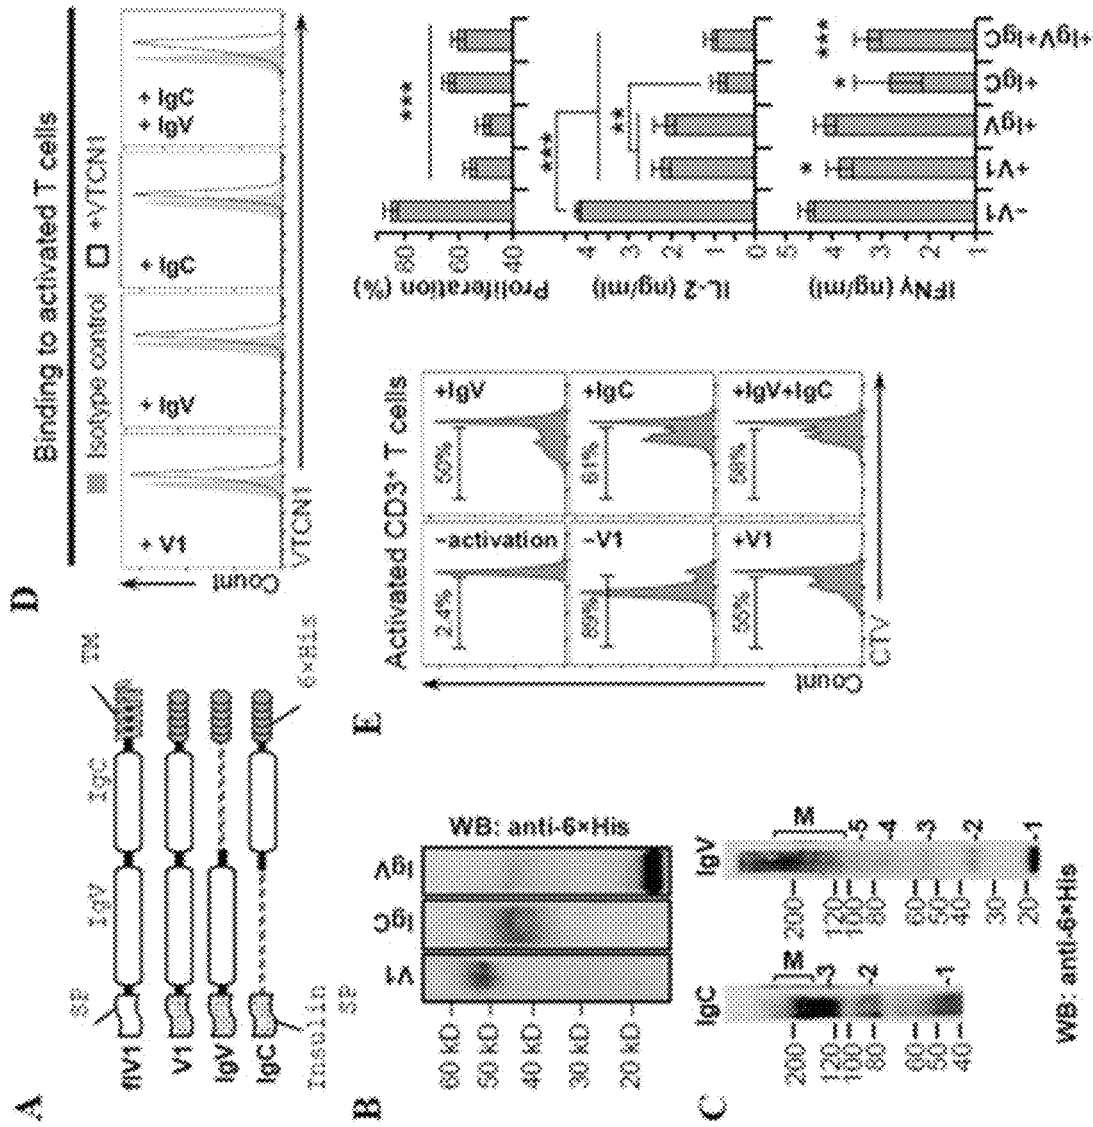 A
SP
IgV
IgC
TM
flV1
V1
IgV
IgC
Insulin
SP
6×His
B
V1
IgC
IgV
60 kD
50 kD
40 kD
30 kD
20 kD
WB: anti-6×His
C
IgC
200
120
100
80
60
50
40
M
-3
-2
-1
IgV
200
120
100
80
60
50
40
30
20
M
-5
-4
-3
-2
-1
WB: anti-6×His
D
Binding to activated T cells
Isotype control +VTCN1
Count
+ V1
+ IgV
+ IgC
+ IgC
+ IgV
VTCN1
E
Activated CD3+ T cells
Count
2.4%
-activation
50%
+IgV
-V1
61%
+IgC
+V1
58%
+IgV+IgC
CTV
Proliferation (%)
80
60
40
***
IL-2 (ng/ml)
4
3
2
1
0
***
**
IFNγ (ng/ml)
5
4
3
2
1
*
*
***
-V1
+V1
+IgV
+IgC
+IgV+IgC